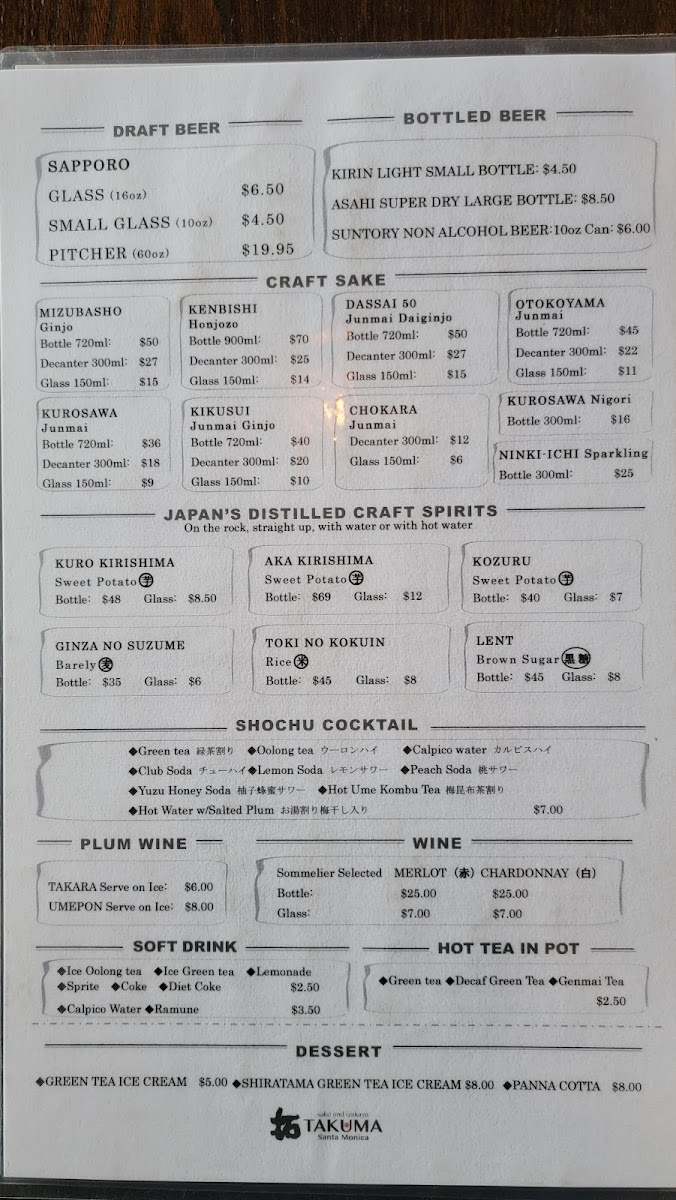 DRAFT BEER
SAPPORO
GLASS (16oz) $6.50
SMALL GLASS (10oz) $4.50
PITCHER (60oz) $19.95
BOTTLED BEER
KIRIN LIGHT SMALL BOTTLE: $4.50
ASAHI SUPER DRY LARGE BOTTLE: $8.50
SUNTORY NON ALCOHOL BEER:10oz Can: $6.00
CRAFT SAKE
MIZUBASHO
Ginjo
Bottle 720ml: $50
Decanter 300ml: $27
Glass 150ml: $15
KENBISHI
Honjozo
Bottle 900ml: $70
Decanter 300ml: $25
Glass 150ml: $14
DASSAI 50
Junmai Daiginjo
Bottle 720ml: $50
Decanter 300ml: $27
Glass 150ml: $15
OTOKOYAMA
Junmai
Bottle 720ml: $45
Decanter 300ml: $22
Glass 150ml: $11
KUROSAWA
Junmai
Bottle 720ml: $36
Decanter 300ml: $18
Glass 150ml: $9
KIKUSUI
Junmai Ginjo
Bottle 720ml: $40
Decanter 300ml: $20
Glass 150ml: $10
CHOKARA
Junmai
Decanter 300ml: $12
Glass 150ml: $6
KUROSAWA Nigori
Bottle 300ml: $16
NINKI-ICHI Sparkling
Bottle 300ml: $25
JAPAN'S DISTILLED CRAFT SPIRITS
On the rock, straight up, with water or with hot water
KURO KIRISHIMA
Sweet Potato 芋
Bottle: $48 Glass: $8.50
AKA KIRISHIMA
Sweet Potato 芋
Bottle: $69 Glass: $12
KOZURU
Sweet Potato 芋
Bottle: $40 Glass: $7
GINZA NO SUZUME
Barely 麦
Bottle: $35 Glass: $6
TOKI NO KOKUIN
Rice 米
Bottle: $45 Glass: $8
LENT
Brown Sugar 黒糖
Bottle: $45 Glass: $8
SHOCHU COCKTAIL
◆Green tea 緑茶割り ◆Oolong tea ウーロンハイ ◆Calpico water カルピスハイ
◆Club Soda チューハイ◆Lemon Soda レモンサワー ◆Peach Soda 桃サワー
◆Yuzu Honey Soda 柚子蜂蜜サワー ◆Hot Ume Kombu Tea 梅昆布茶割り
◆Hot Water w/Salted Plum お湯割り梅干し入り $7.00
PLUM WINE
TAKARA Serve on Ice: $6.00
UMEPON Serve on Ice: $8.00
WINE
Sommelier Selected MERLOT (赤) CHARDONNAY (白)
Bottle: $25.00 $25.00
Glass: $7.00 $7.00
SOFT DRINK
◆Ice Oolong tea ◆Ice Green tea ◆Lemonade
◆Sprite ◆Coke ◆Diet Coke $2.50
◆Calpico Water ◆Ramune $3.50
HOT TEA IN POT
◆Green tea ◆Decaf Green Tea ◆Genmai Tea
$2.50
DESSERT
◆GREEN TEA ICE CREAM $5.00 ◆SHIRATAMA GREEN TEA ICE CREAM $8.00 ◆PANNA COTTA $8.00
拓
sake and izakaya
TAKUMA
Santa Monica